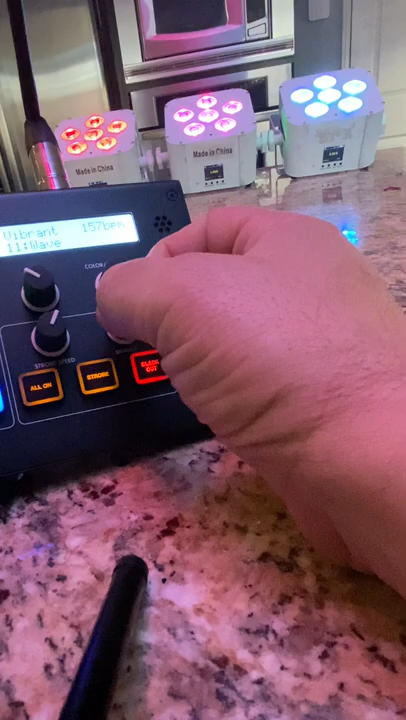 Made in China
Made in China
Vibrant 157bpm
11:Wave
COLOR/
STROBE SPEED
ALL ON
STROBE
BLACK
OUT